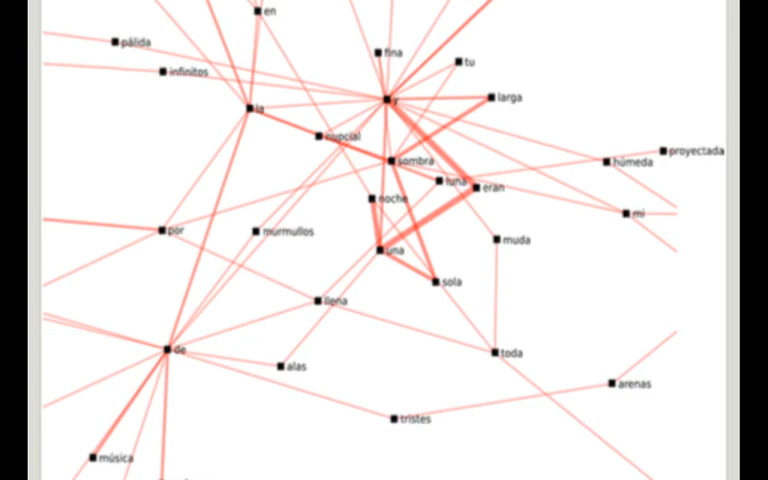 en
pálida
fina
tu
infinitos
y
larga
la
nupcial
proyectada
sombra
húmeda
luna
eran
noche
mi
por
murmullos
muda
una
sola
llena
de
toda
alas
arenas
tristes
música